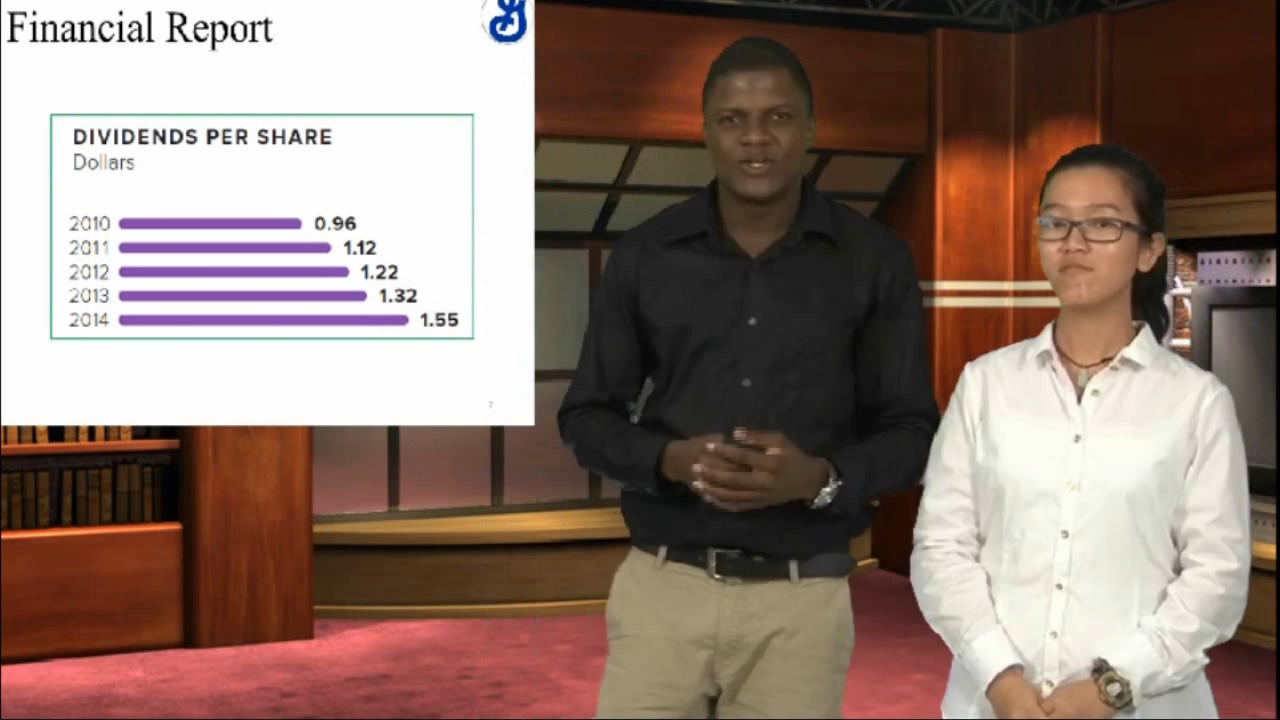 Financial Report
DIVIDENDS PER SHARE
Dollars
2010 0.96
2011 1.12
2012 1.22
2013 1.32
2014 1.55
7